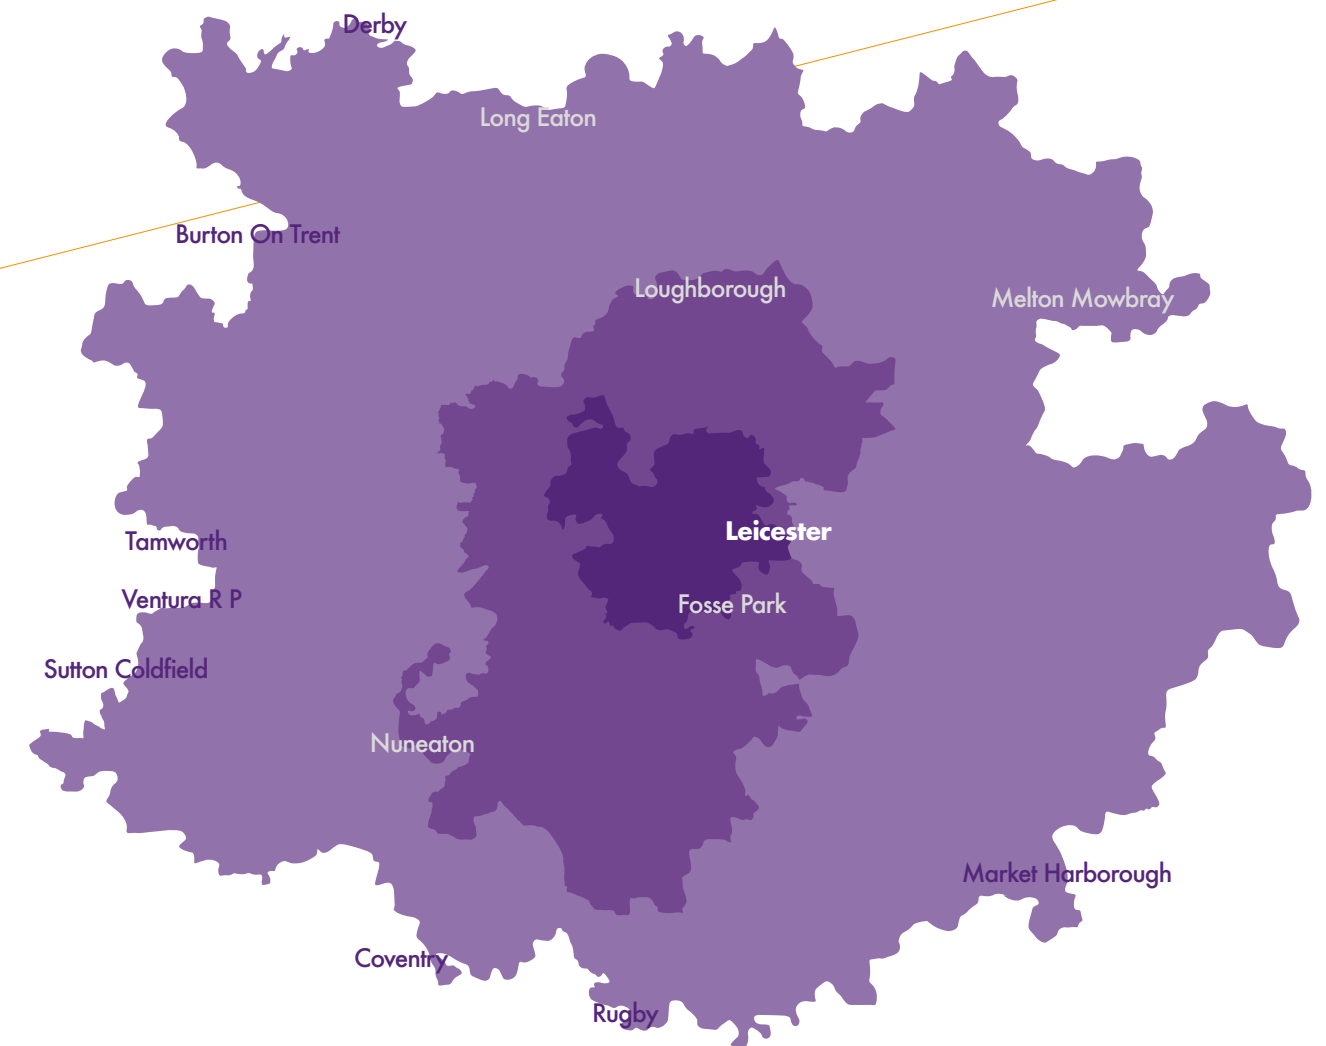 Derby
Long Eaton
Burton On Trent
Loughborough
Melton Mowbray
Leicester
Tamworth
Ventura R P
Fosse Park
Sutton Coldfield
Nuneaton
Market Harborough
Coventry
Rugby